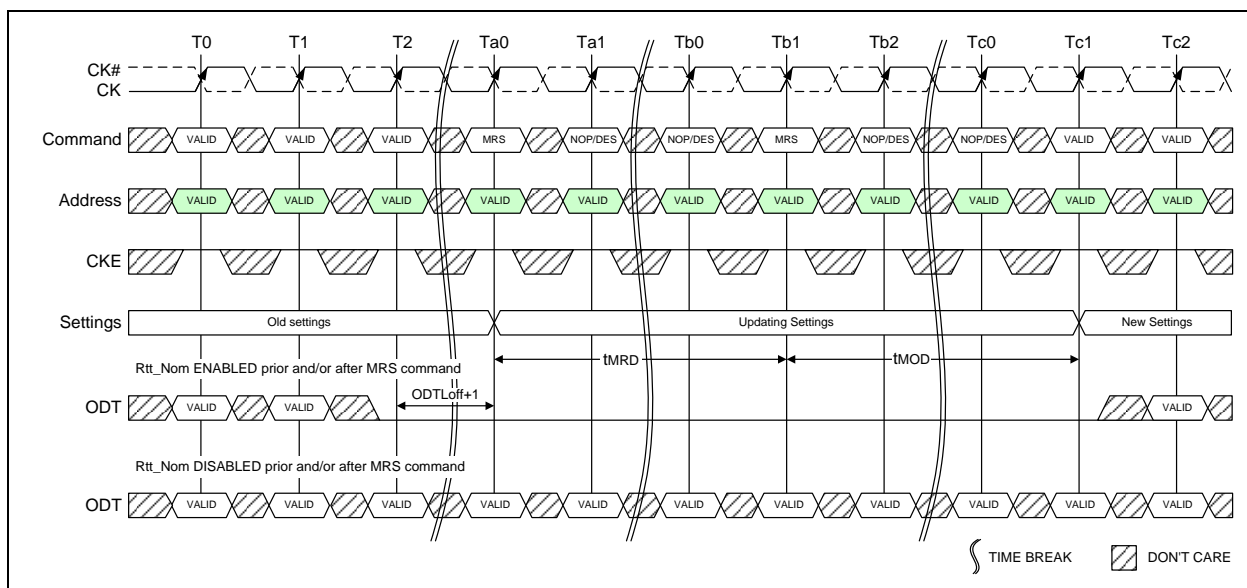 T0 T1 T2 Ta0 Ta1 Tb0 Tb1 Tb2 Tc0 Tc1 Tc2
CK#
CK
Command VALID VALID VALID MRS NOP/DES NOP/DES MRS NOP/DES NOP/DES VALID VALID
Address VALID VALID VALID VALID VALID VALID VALID VALID VALID VALID VALID
CKE
Settings Old settings Updating Settings New Settings
tMRD tMOD
Rtt_Nom ENABLED prior and/or after MRS command
ODTLoff+1
ODT VALID VALID VALID
Rtt_Nom DISABLED prior and/or after MRS command
ODT VALID VALID VALID VALID VALID VALID VALID VALID VALID VALID VALID
TIME BREAK DON'T CARE